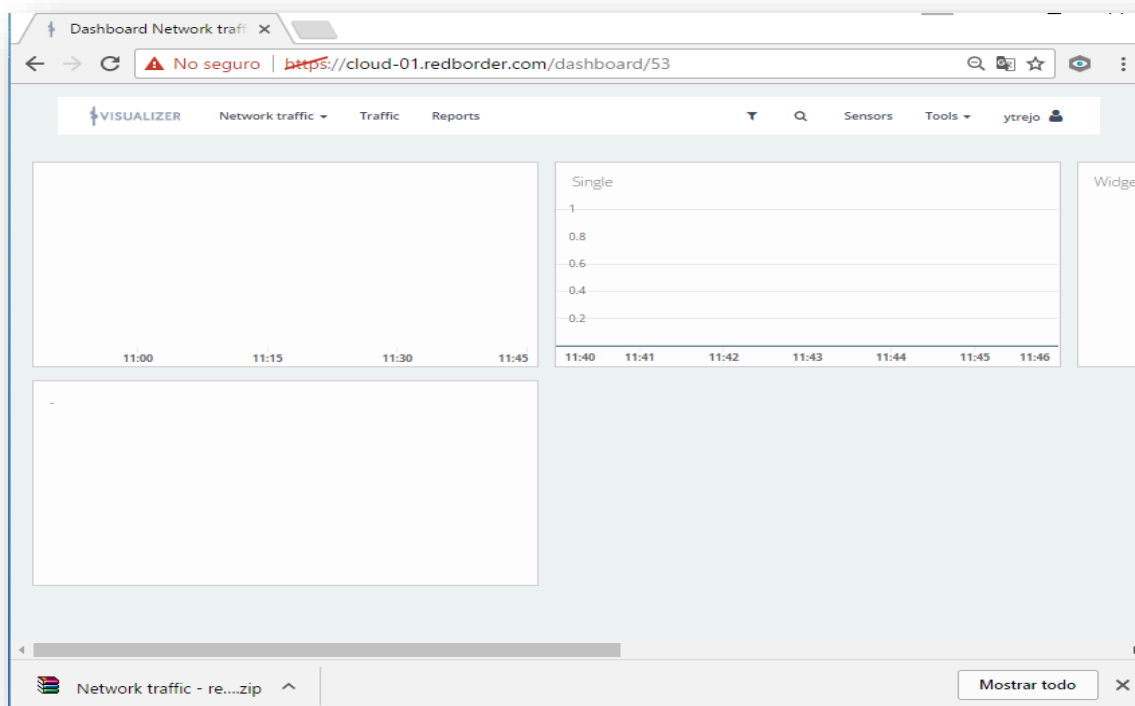 Dashboard Network traff
No seguro | https://cloud-01.redborder.com/dashboard/53
VISUALIZER Network traffic Traffic Reports Sensors Tools ytrejo
11:00 11:15 11:30 11:45
Single
1
0.8
0.6
0.4
0.2
11:40 11:41 11:42 11:43 11:44 11:45 11:46
Widge
-
Network traffic - re....zip
Mostrar todo